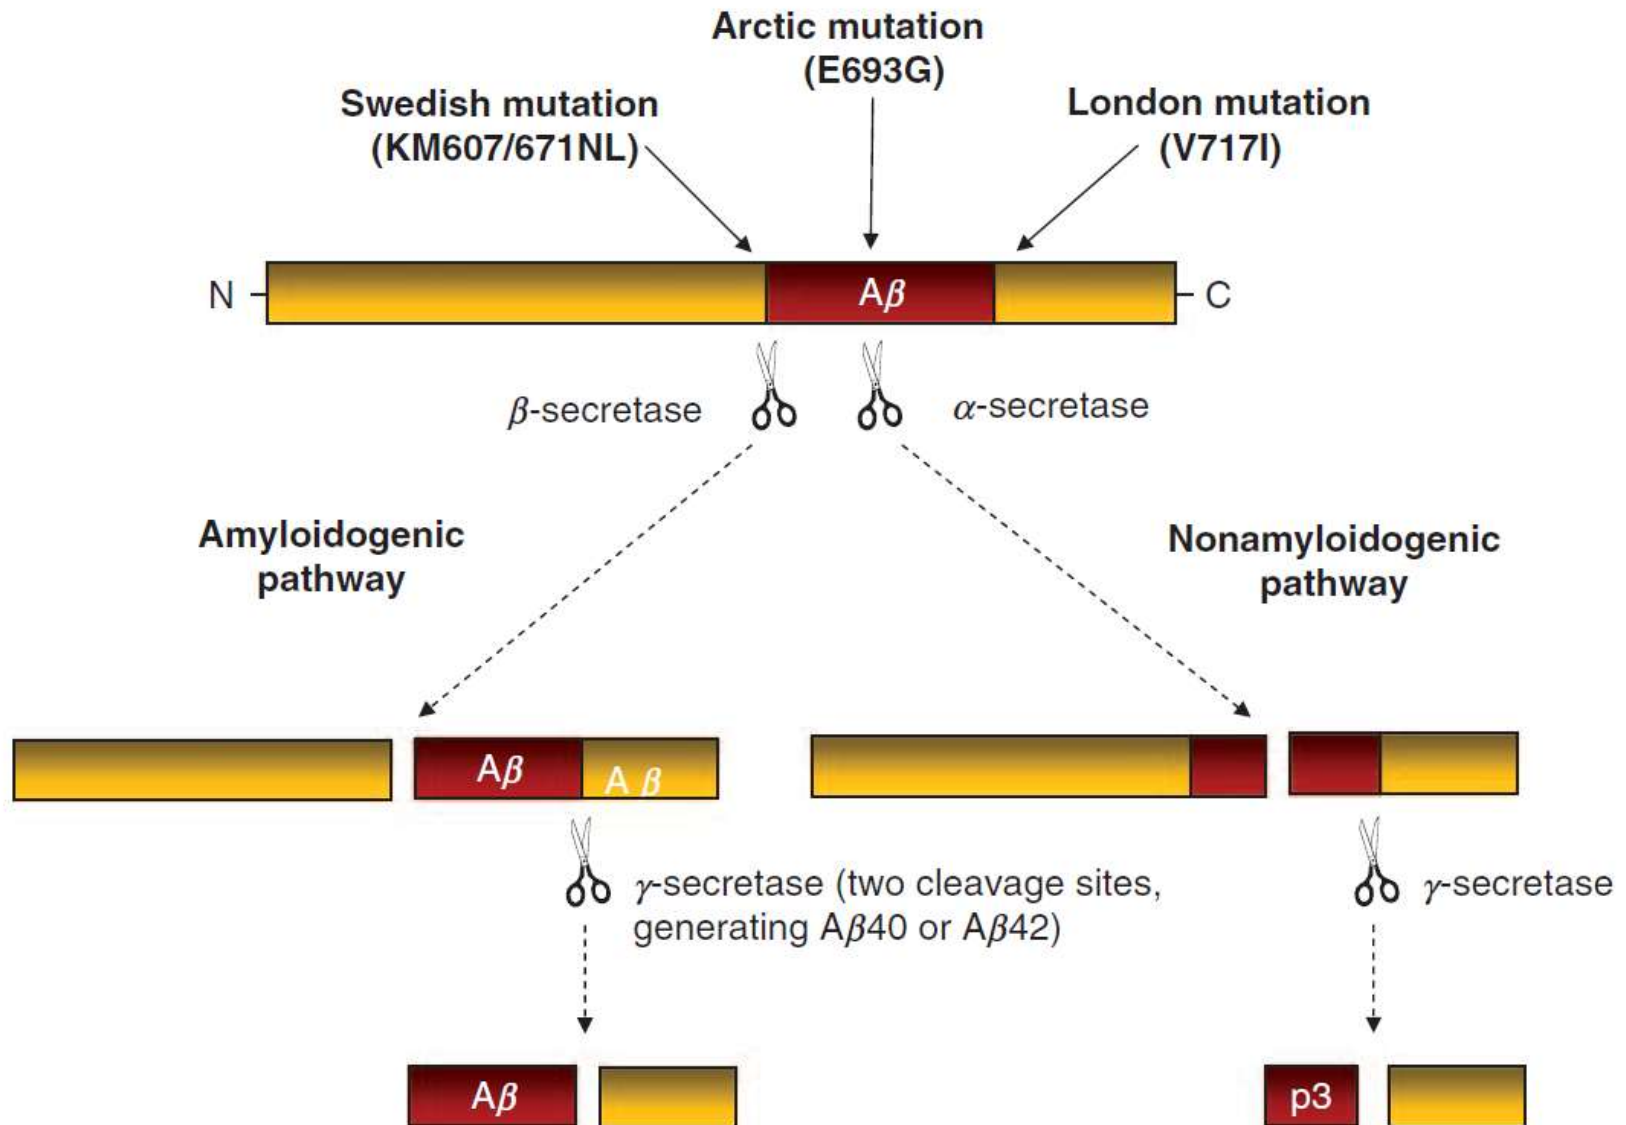 Arctic mutation
(E693G)
Swedish mutation
(KM607/671NL)
London mutation
(V717I)
N
Aβ
C
β-secretase
α-secretase
Amyloidogenic
pathway
Nonamyloidogenic
pathway
Aβ
A β
γ-secretase (two cleavage sites,
generating Aβ40 or Aβ42)
γ-secretase
Aβ
p3